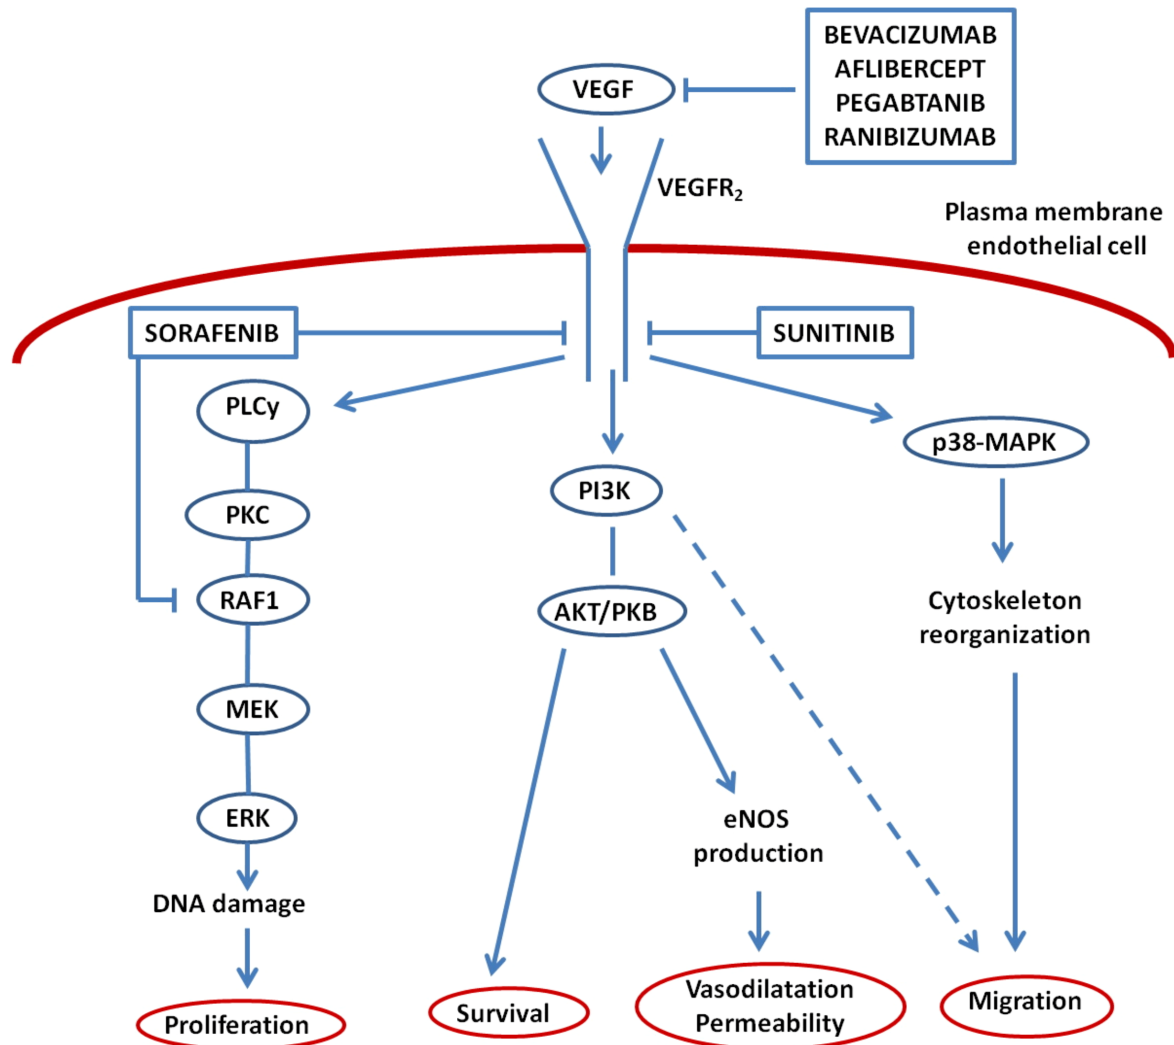 BEVACIZUMAB
AFLIBERCEPT
PEGABTANIB
RANIBIZUMAB
VEGF
VEGFR₂
Plasma membrane
endothelial cell
SORAFENIB
SUNITINIB
PLCy
p38-MAPK
PI3K
PKC
RAF1
AKT/PKB
Cytoskeleton
reorganization
MEK
ERK
eNOS
production
DNA damage
Proliferation
Survival
Vasodilatation
Permeability
Migration